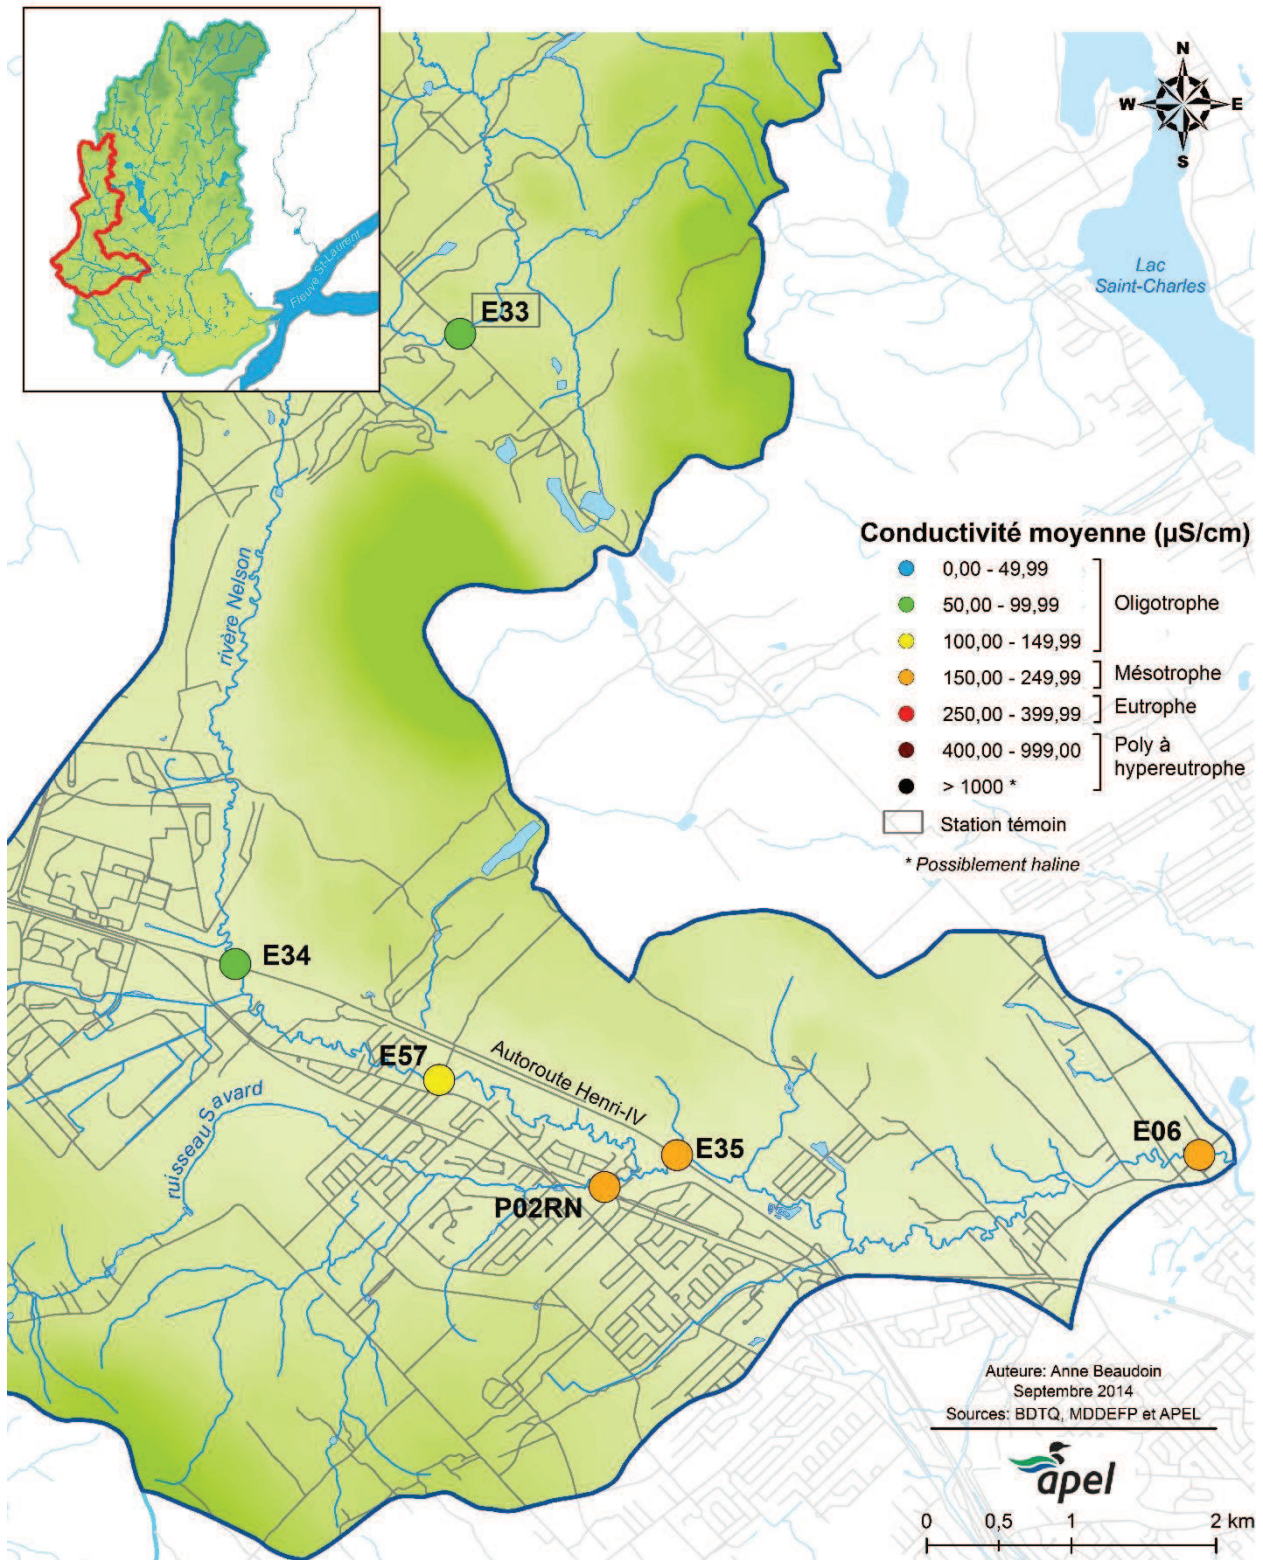 Fleuve St-Laurent
N
W
E
S
Lac
Saint-Charles
E33
rivère Nelson
Conductivité moyenne (µS/cm)
0,00 - 49,99
50,00 - 99,99
100,00 - 149,99
Oligotrophe
150,00 - 249,99
Mésotrophe
250,00 - 399,99
Eutrophe
400,00 - 999,00
> 1000 *
Poly à
hypereutrophe
Station témoin
* Possiblement haline
E34
E57
Autoroute Henri-IV
ruisseau Savard
E35
E06
P02RN
Auteure: Anne Beaudoin
Septembre 2014
Sources: BDTQ, MDDEFP et APEL
apel
0 0,5 1 2 km